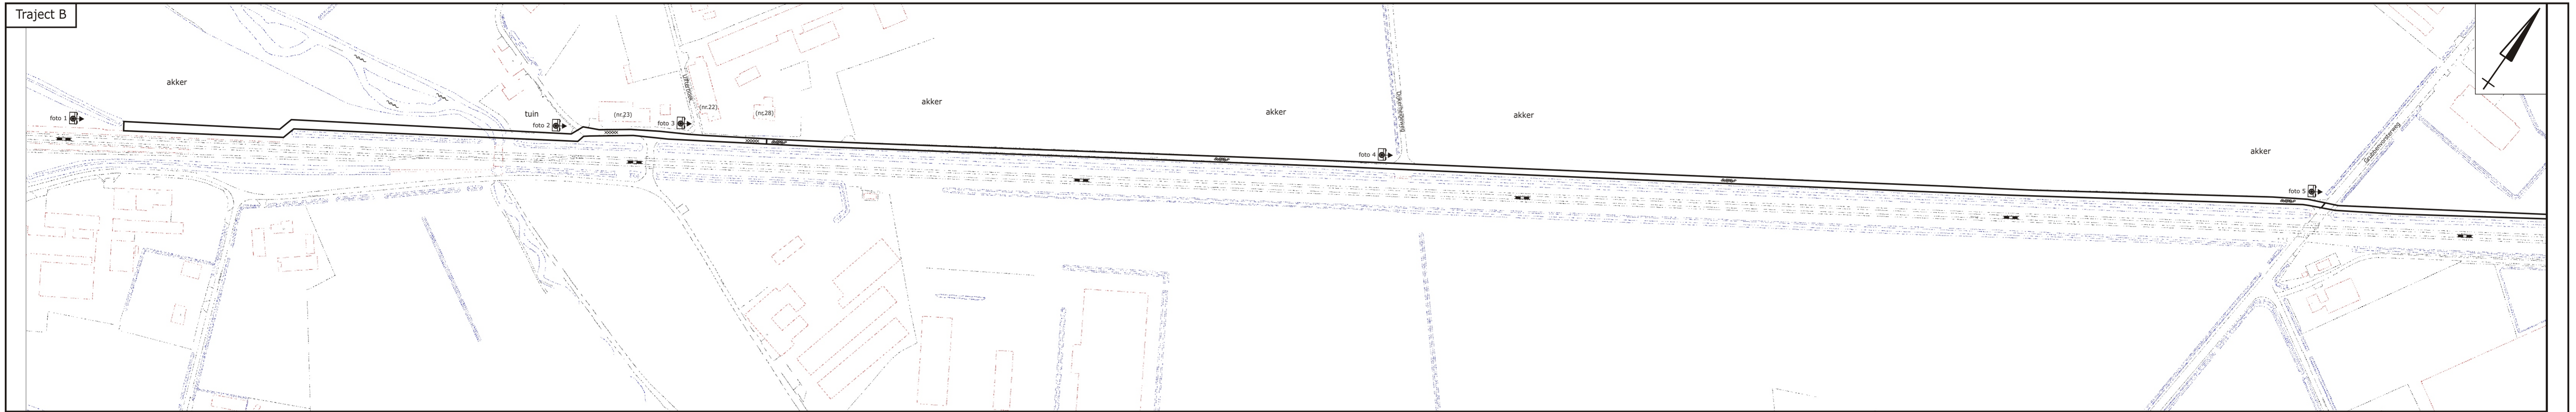 Traject B
akker
foto 1
tuin
foto 2
(nr.23)
foto 3
(nr.22)
(nr.28)
akker
akker
foto 4
akker
akker
foto 5
Grubbenvorsterweg